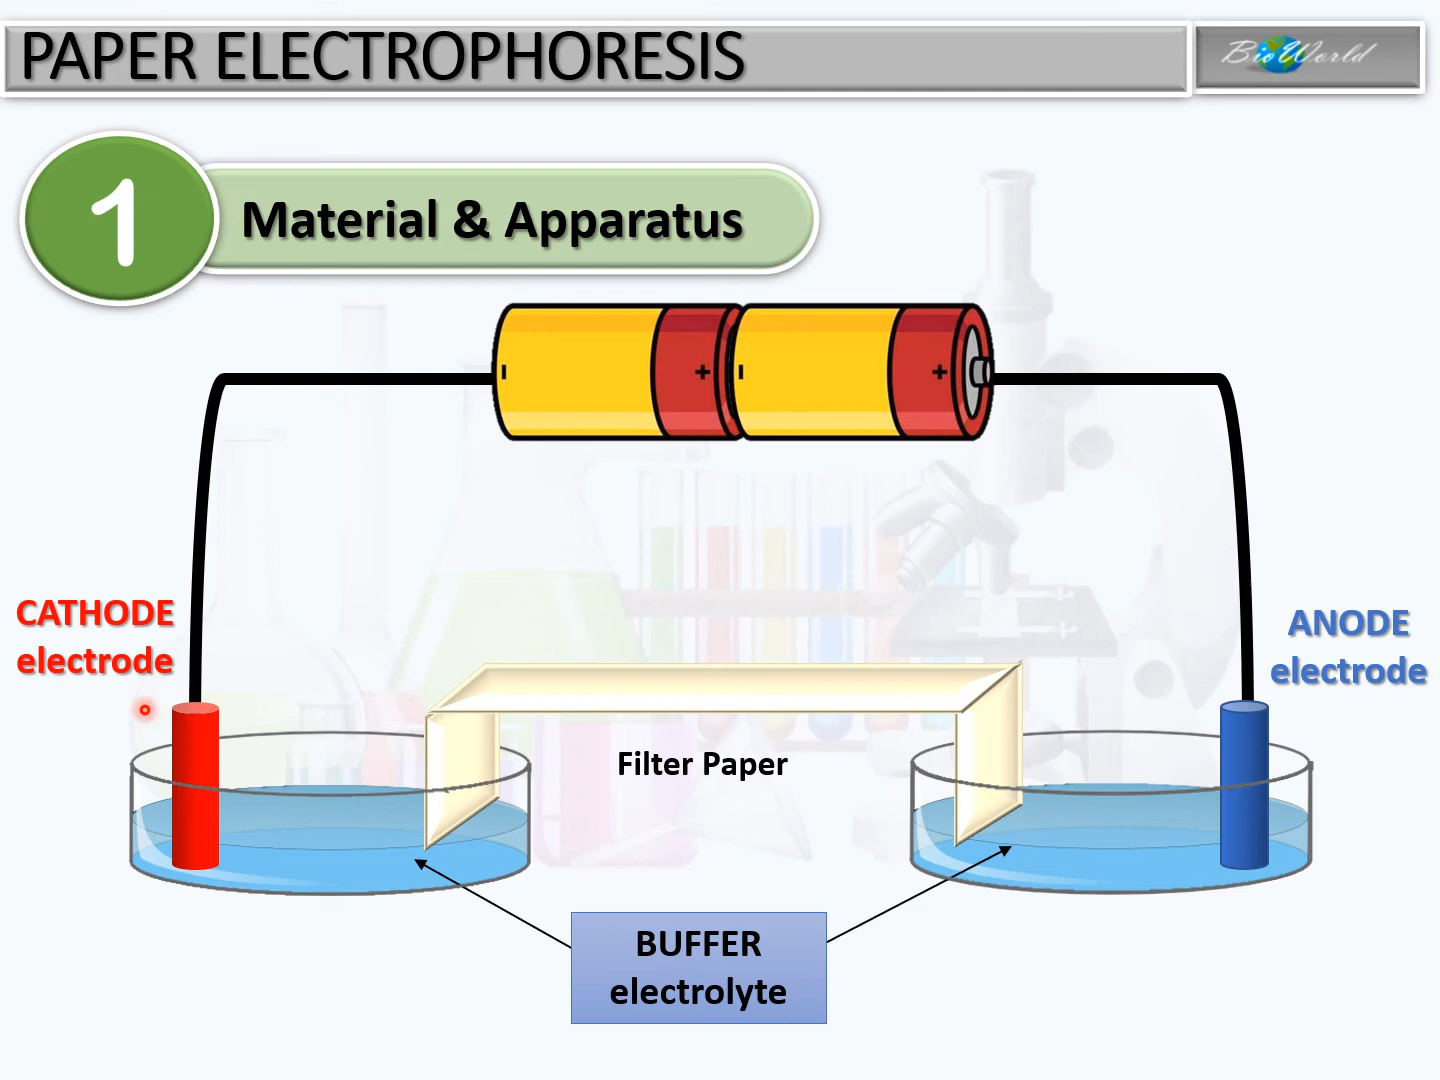 PAPER ELECTROPHORESIS
BioWorld
1
Material & Apparatus
- + - +
CATHODE
electrode
ANODE
electrode
Filter Paper
BUFFER
electrolyte